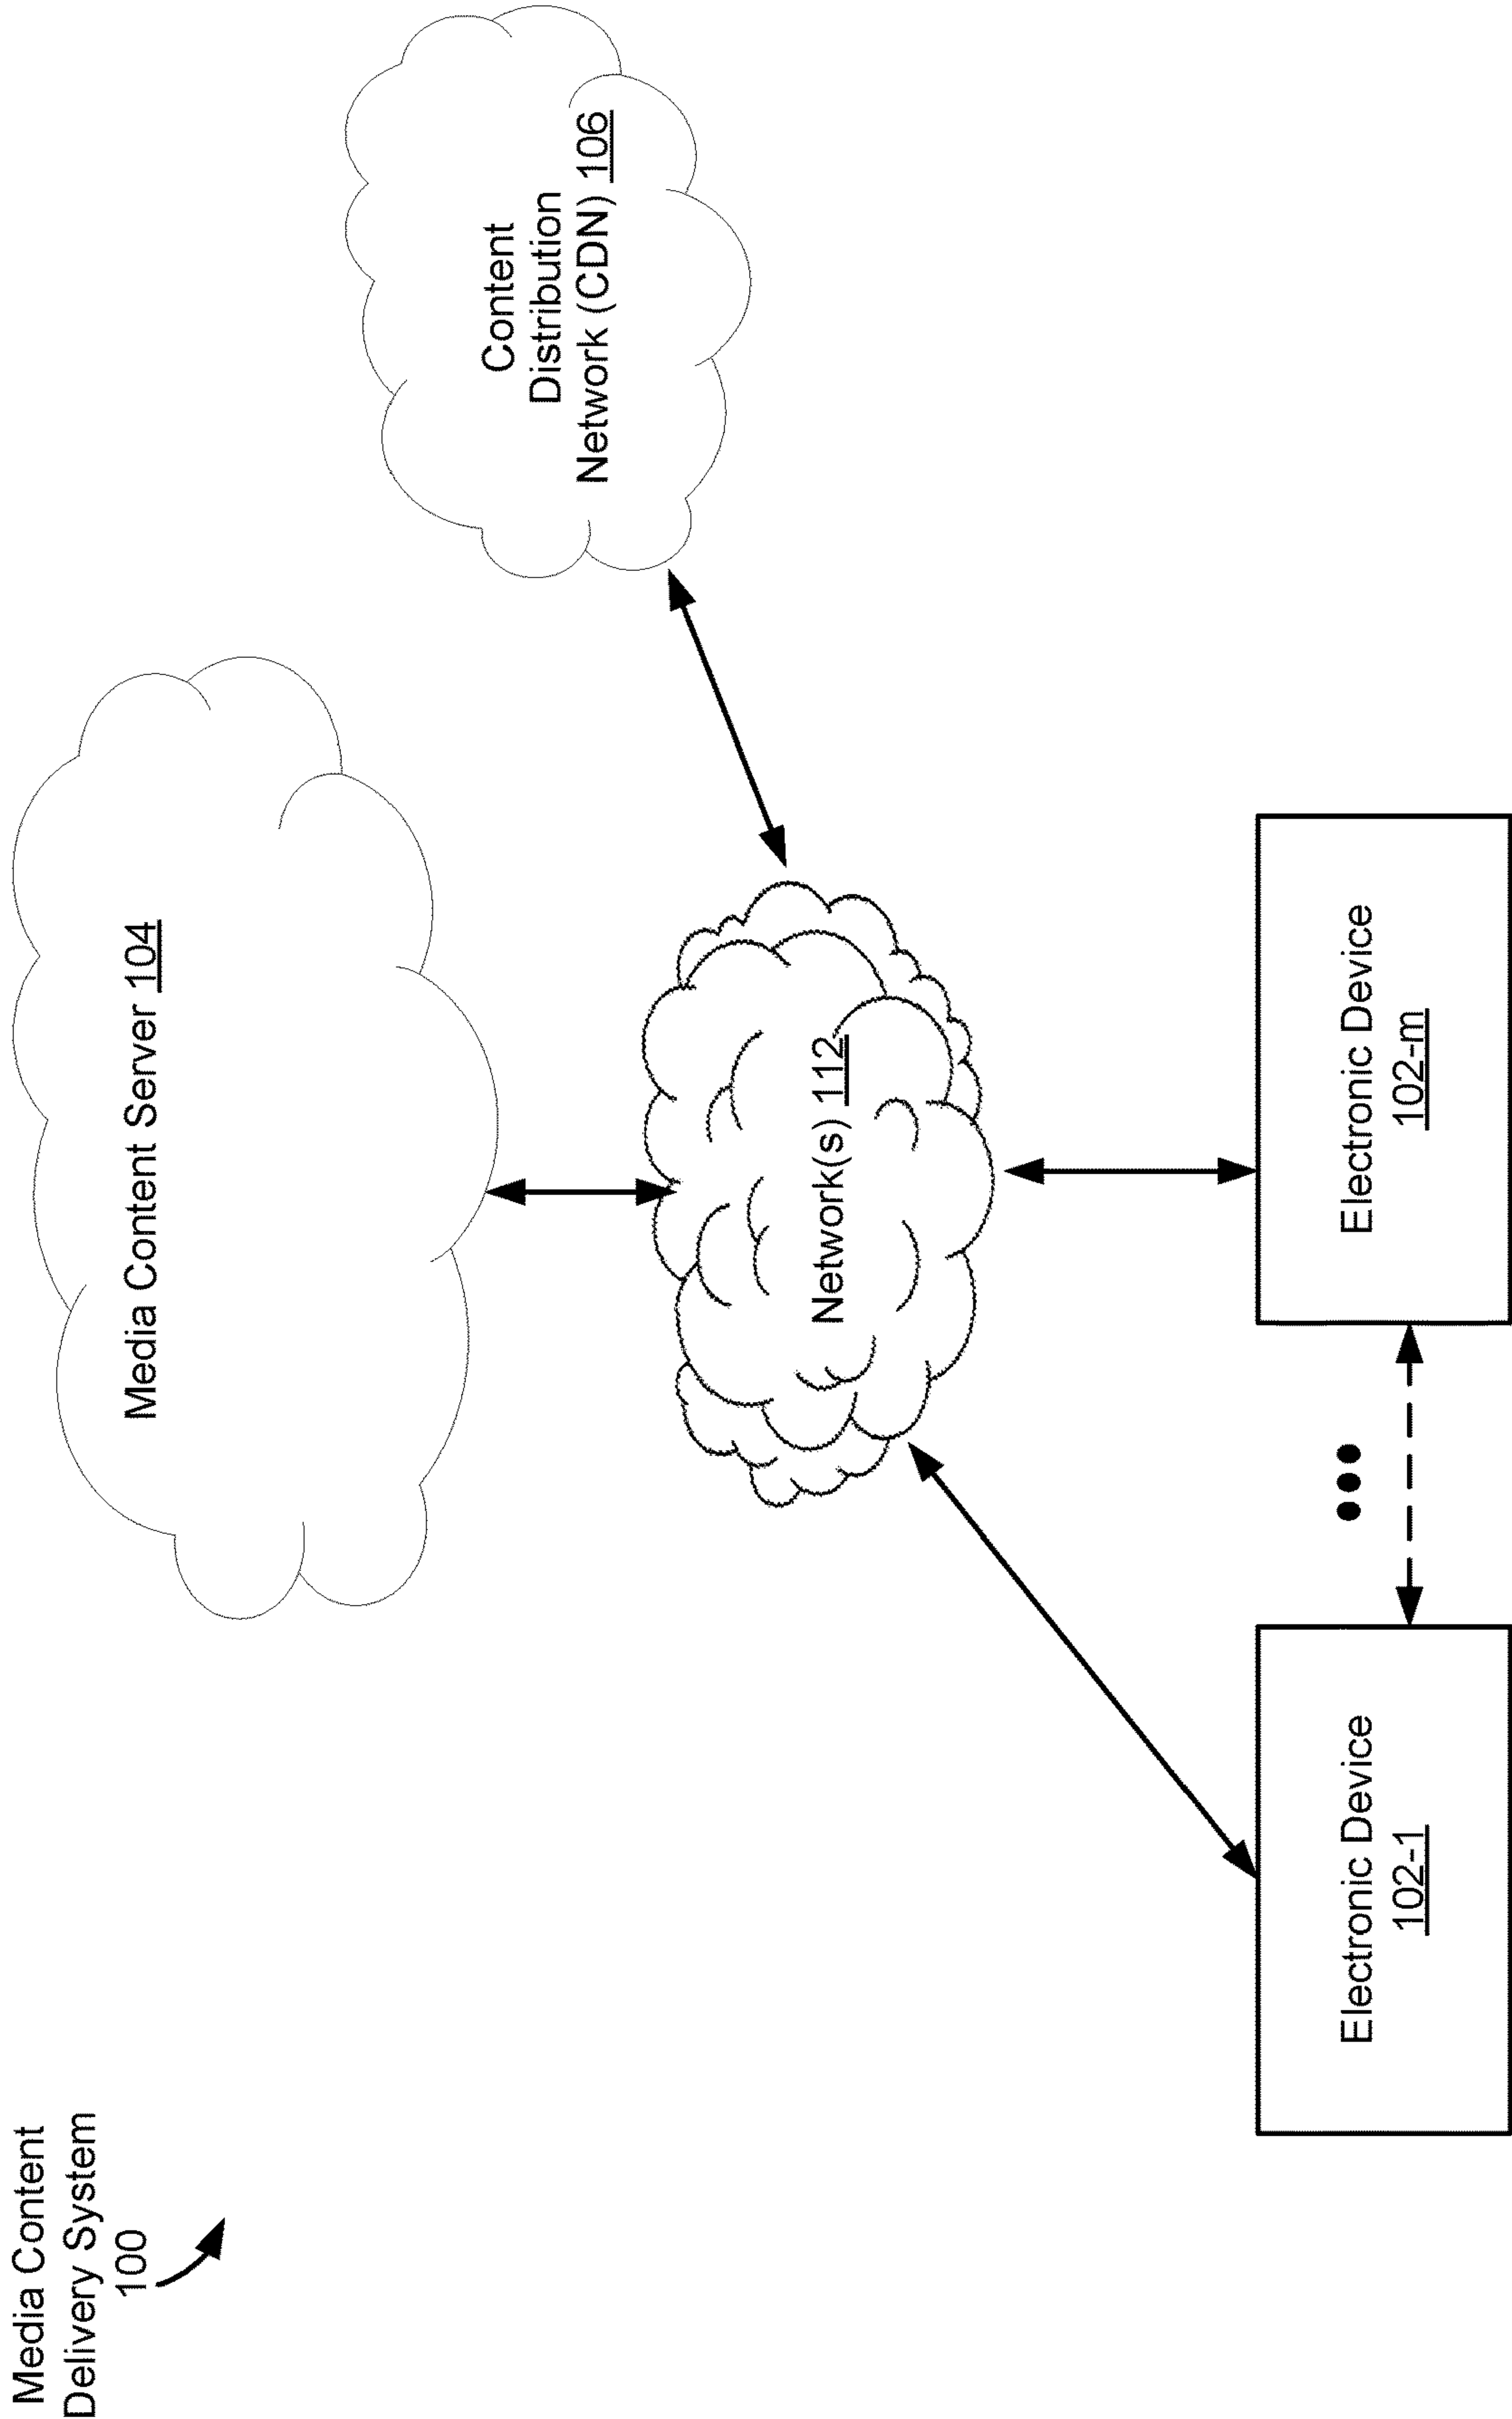 Media Content
Delivery System
100
Media Content Server 104
Content
Distribution
Network (CDN) 106
Network(s) 112
Electronic Device
102-1
Electronic Device
102-m